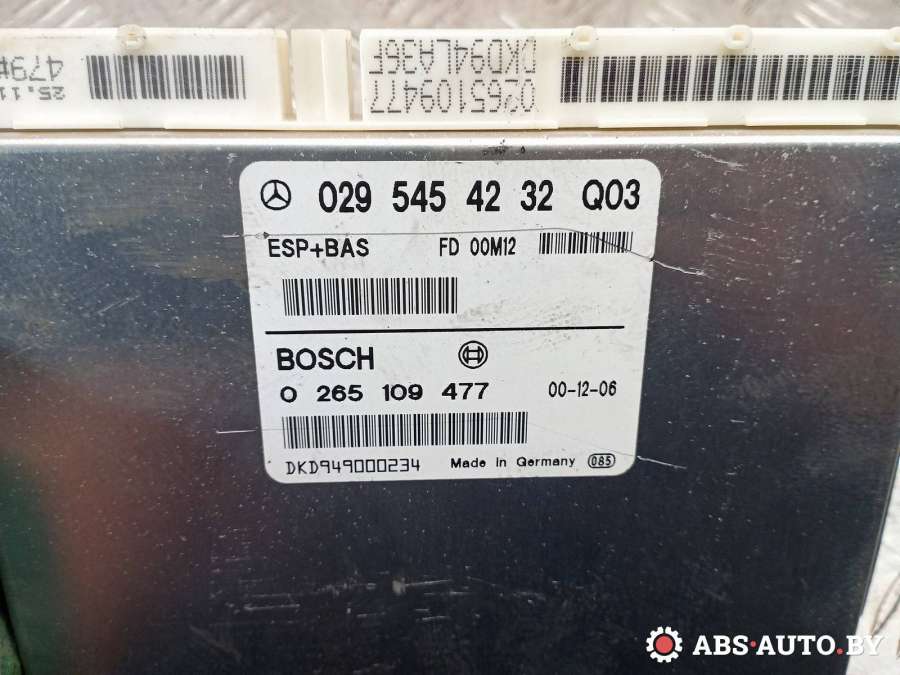 25.11
479#
DKD94LA36F
0265109477
029 545 42 32 Q03
ESP+BAS FD 00M12
BOSCH
0 265 109 477 00-12-06
DKD949000234 Made In Germany 085
ABS-AUTO.BY